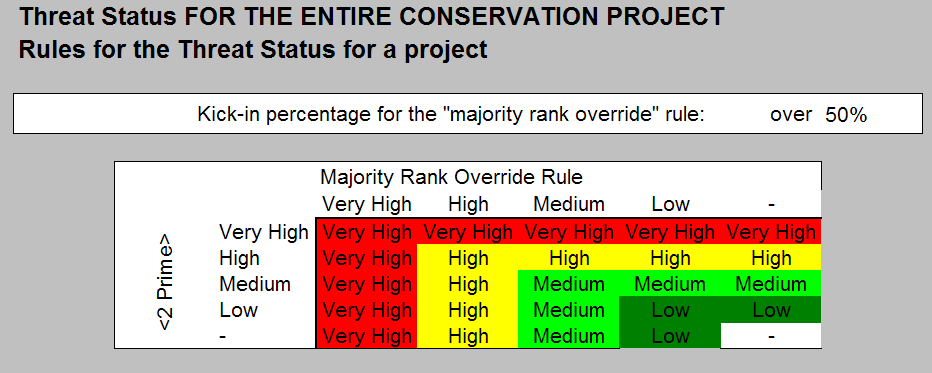 Threat Status FOR THE ENTIRE CONSERVATION PROJECT
Rules for the Threat Status for a project
Kick-in percentage for the "majority rank override" rule: over 50%
Majority Rank Override Rule
Very High High Medium Low -
<2 Prime>
Very High Very High Very High Very High Very High Very High
High Very High High High High High
Medium Very High High Medium Medium Medium
Low Very High High Medium Low Low
- Very High High Medium Low -